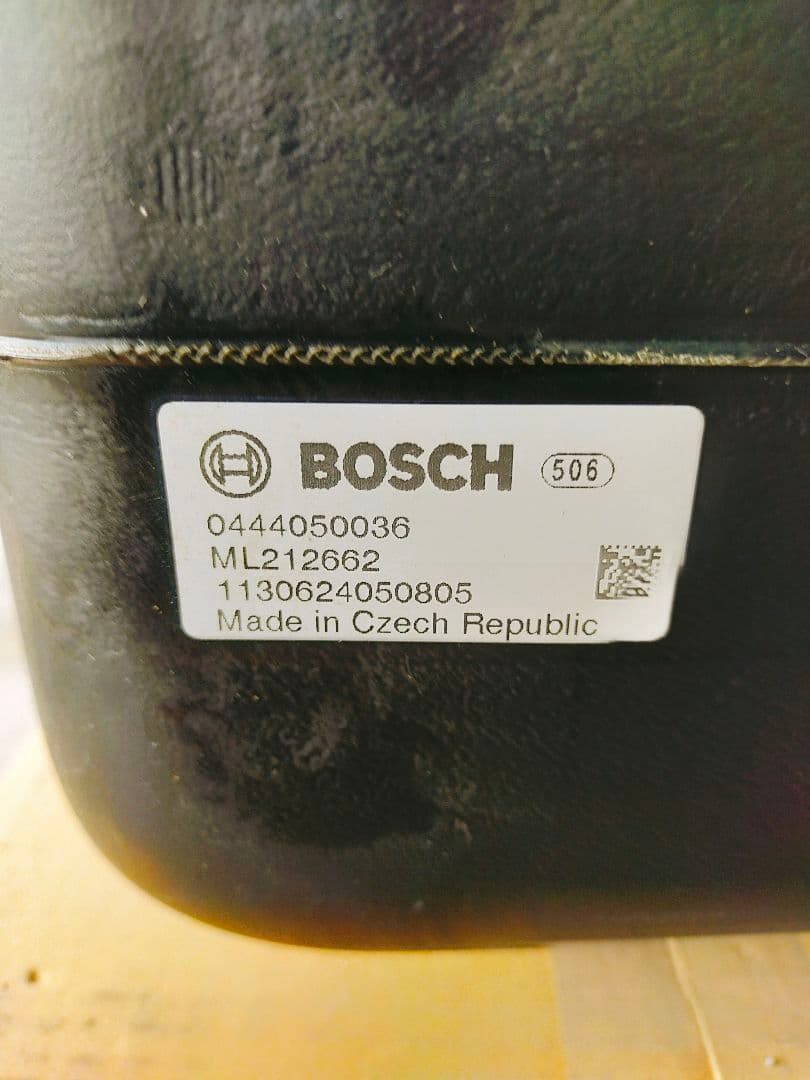 BOSCH 506
0444050036
ML212662
1130624050805
Made in Czech Republic